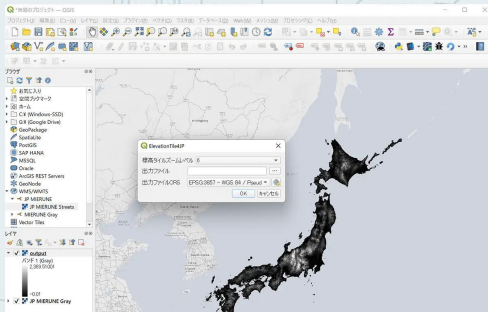 *無題のプロジェクト — QGIS
プロジェクト(J) 編集(E) ビュー(V) レイヤ(L) 設定(S) プラグイン(P) ベクタ(O) ラスタ(R) データベース(D) Web(W) メッシュ(M) プロセシング(C) ヘルプ(H)
ブラウザ
お気に入り
空間ブックマーク
ホーム
C:¥ (Windows-SSD)
G:¥ (Google Drive)
GeoPackage
SpatiaLite
PostGIS
SAP HANA
MSSQL
Oracle
ArcGIS REST Servers
GeoNode
WMS/WMTS
JP MIERUNE
JP MIERUNE Streets
MIERUNE Gray
Vector Tiles
レイヤ
output
バンド 1 (Gray)
-0.01
JP MIERUNE Gray
ElevationTile4JP
標高タイルズームレベル 6
出力ファイル
...
出力ファイルCRS EPSG:3857 - WGS 84 / Pseud
OK キャンセル